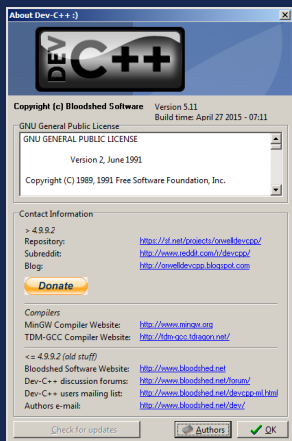 About Dev-C++ :)
DEV C++
Copyright (c) Bloodshed Software Version 5.11
Build time: April 27 2015 - 07:11
GNU General Public License
GNU GENERAL PUBLIC LICENSE
Version 2, June 1991
Copyright (C) 1989, 1991 Free Software Foundation, Inc.
Contact Information
> 4.9.9.2
Repository: https://sf.net/projects/orwelldevcpp/
Subreddit: http://www.reddit.com/r/devcpp/
Blog: http://orwelldevcpp.blogspot.com
Donate
Compilers
MinGW Compiler Website: http://www.mingw.org
TDM-GCC Compiler Website: http://tdm-gcc.tdragon.net/
<= 4.9.9.2 (old stuff)
Bloodshed Software Website: http://www.bloodshed.net
Dev-C++ discussion forums: http://www.bloodshed.net/forum/
Dev-C++ users mailing list: http://www.bloodshed.net/devcpp-ml.html
Authors e-mail: http://www.bloodshed.net/dev/
Check for updates Authors OK